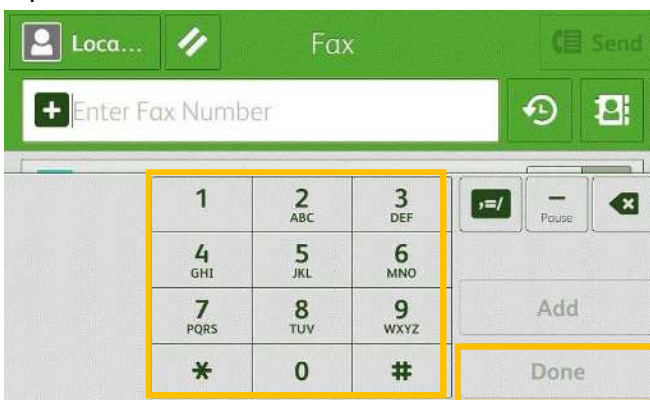 Loca... Fax Send
Enter Fax Number
1 2 3
ABC DEF
,=/ – Pause
4 5 6
GHI JKL MNO
7 8 9
PQRS TUV WXYZ
Add
* 0 #
Done